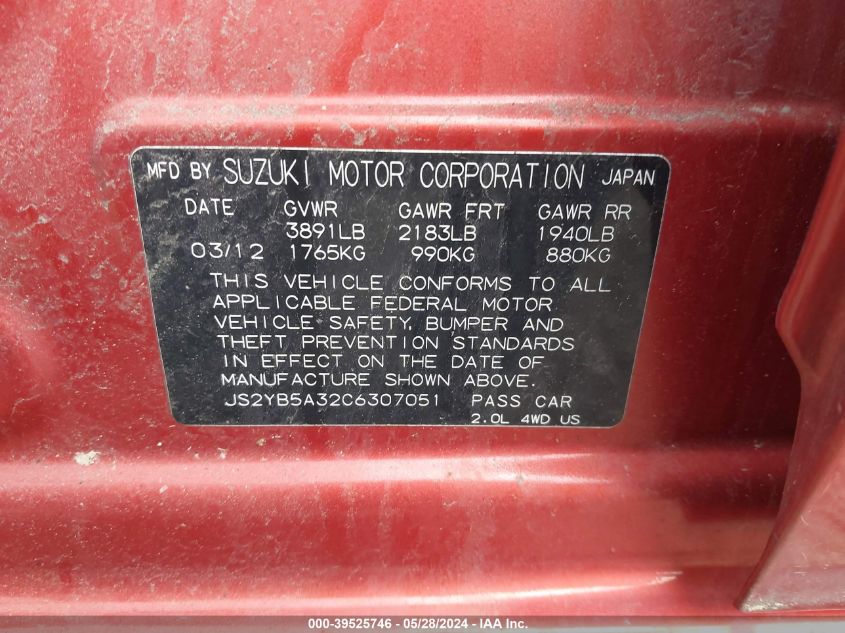 MFD BY SUZUKI MOTOR CORPORATION JAPAN
DATE GVWR GAWR FRT GAWR RR
3891LB 2183LB 1940LB
03/12 1765KG 990KG 880KG
THIS VEHICLE CONFORMS TO ALL
APPLICABLE FEDERAL MOTOR
VEHICLE SAFETY, BUMPER AND
THEFT PREVENTION STANDARDS
IN EFFECT ON THE DATE OF
MANUFACTURE SHOWN ABOVE.
JS2YB5A32C6307051 PASS CAR
2.0L 4WD US
000-39525746 - 05/28/2024 - IAA Inc.